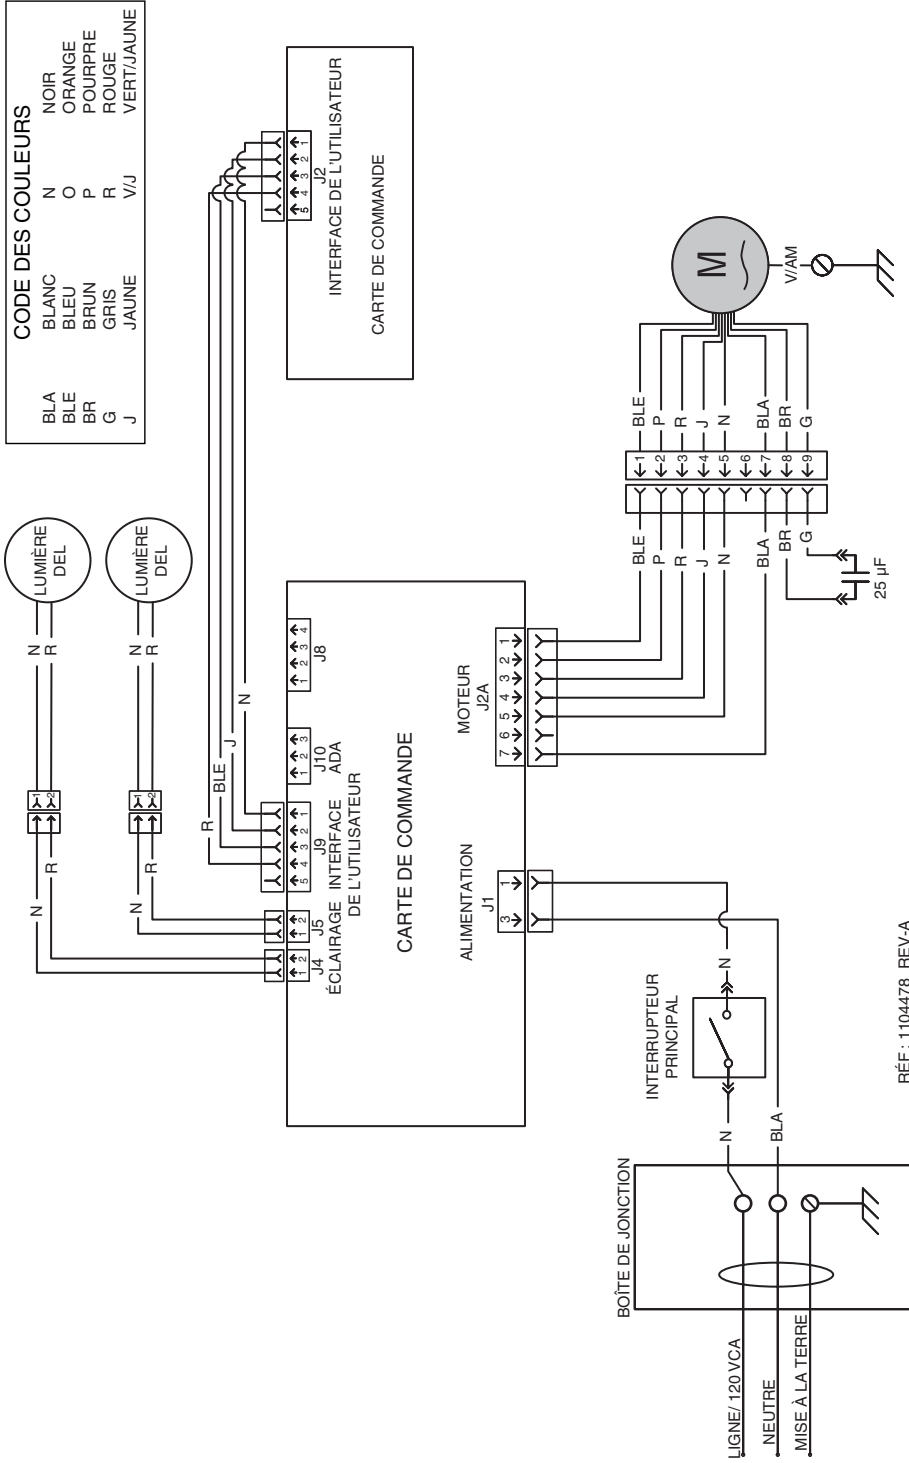 CODE DES COULEURS
BLA BLANC N NOIR
BLE BLEU O ORANGE
BR BRUN P POURPRE
G GRIS R ROUGE
J JAUNE V/J VERT/JAUNE
LUMIÈRE
DEL
N
R
1
2
N
R
LUMIÈRE
DEL
N
R
1
2
N
R
R
BLE
J
N
1 2
J4
1 2
J5
ÉCLAIRAGE
5 4 3 2 1
J9
INTERFACE
DE L'UTILISATEUR
1 2 3
J10
ADA
1 2 3 4
J8
5 4 3 2 1
J2
INTERFACE DE L'UTILISATEUR
CARTE DE COMMANDE
CARTE DE COMMANDE
ALIMENTATION
J1
3 1
MOTEUR
J2A
7 6 5 4 3 2 1
BLE
P
R
J
N
BLA
BR
G
1
2
3
4
5
6
7
8
9
BLE
P
R
J
N
BLA
BR
G
M
V/AM
25 µF
INTERRUPTEUR
PRINCIPAL
N
N
BLA
BOÎTE DE JONCTION
LIGNE/ 120 VCA
NEUTRE
MISE À LA TERRE
RÉF : 1104478 REV-A